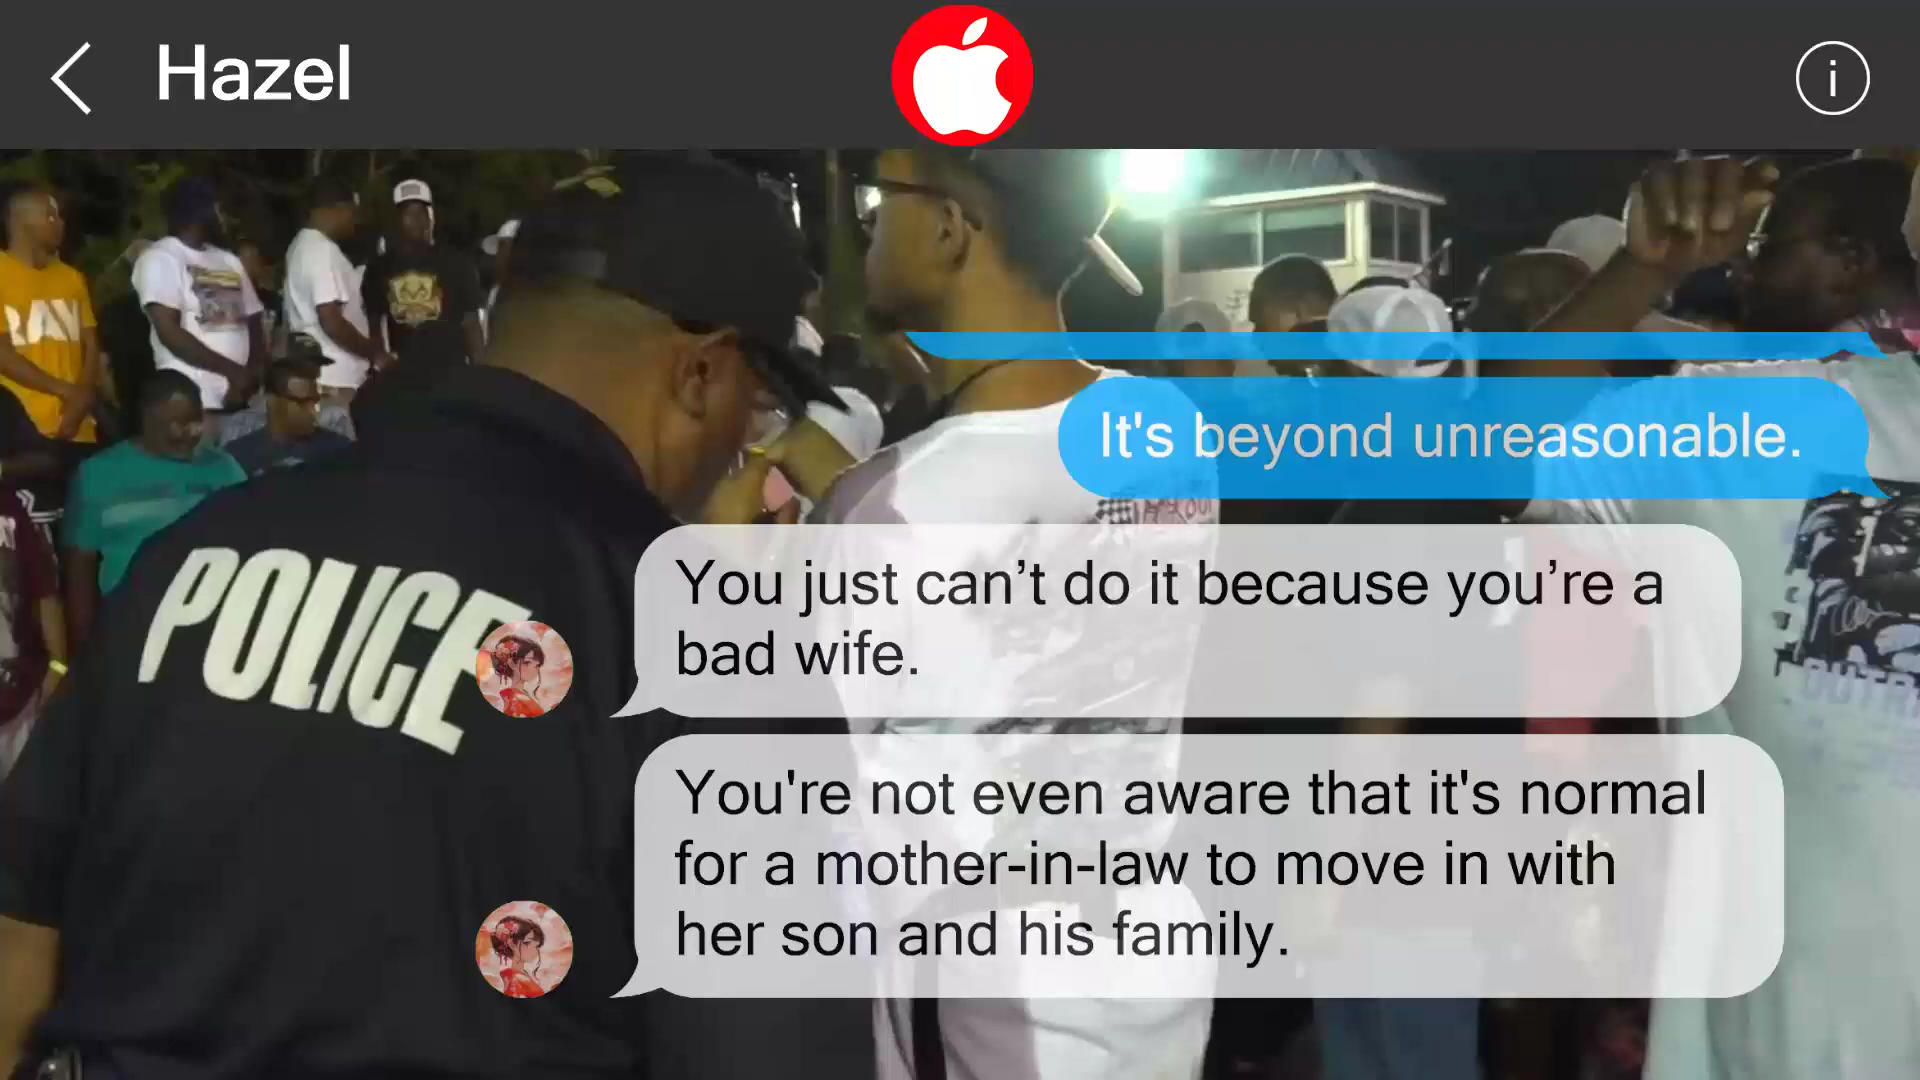 Hazel
i
RAW
It's beyond unreasonable.
You just can’t do it because you’re a
bad wife.
POLICE
You're not even aware that it's normal
for a mother-in-law to move in with
her son and his family.